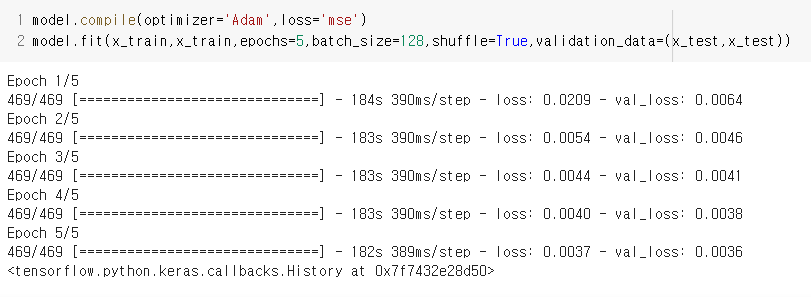 1 model.compile(optimizer='Adam',loss='mse')
2 model.fit(x_train,x_train,epochs=5,batch_size=128,shuffle=True,validation_data=(x_test,x_test))
Epoch 1/5
469/469 [==============================] - 184s 390ms/step - loss: 0.0209 - val_loss: 0.0064
Epoch 2/5
469/469 [==============================] - 183s 390ms/step - loss: 0.0054 - val_loss: 0.0046
Epoch 3/5
469/469 [==============================] - 183s 390ms/step - loss: 0.0044 - val_loss: 0.0041
Epoch 4/5
469/469 [==============================] - 183s 390ms/step - loss: 0.0040 - val_loss: 0.0038
Epoch 5/5
469/469 [==============================] - 182s 389ms/step - loss: 0.0037 - val_loss: 0.0036
<tensorflow.python.keras.callbacks.History at 0x7f7432e28d50>